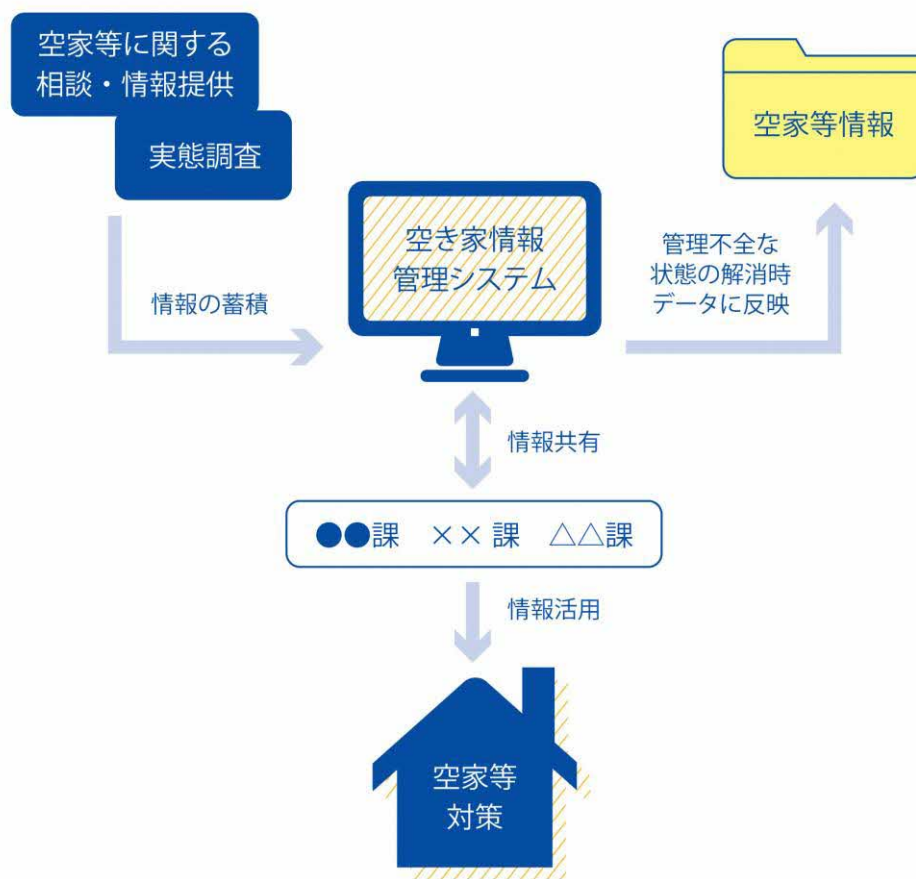 空家等に関する
相談・情報提供
実態調査
空家等情報
空き家情報
管理システム
管理不全な
状態の解消時
データに反映
情報の蓄積
情報共有
●●課 ××課 △△課
情報活用
空家等
対策